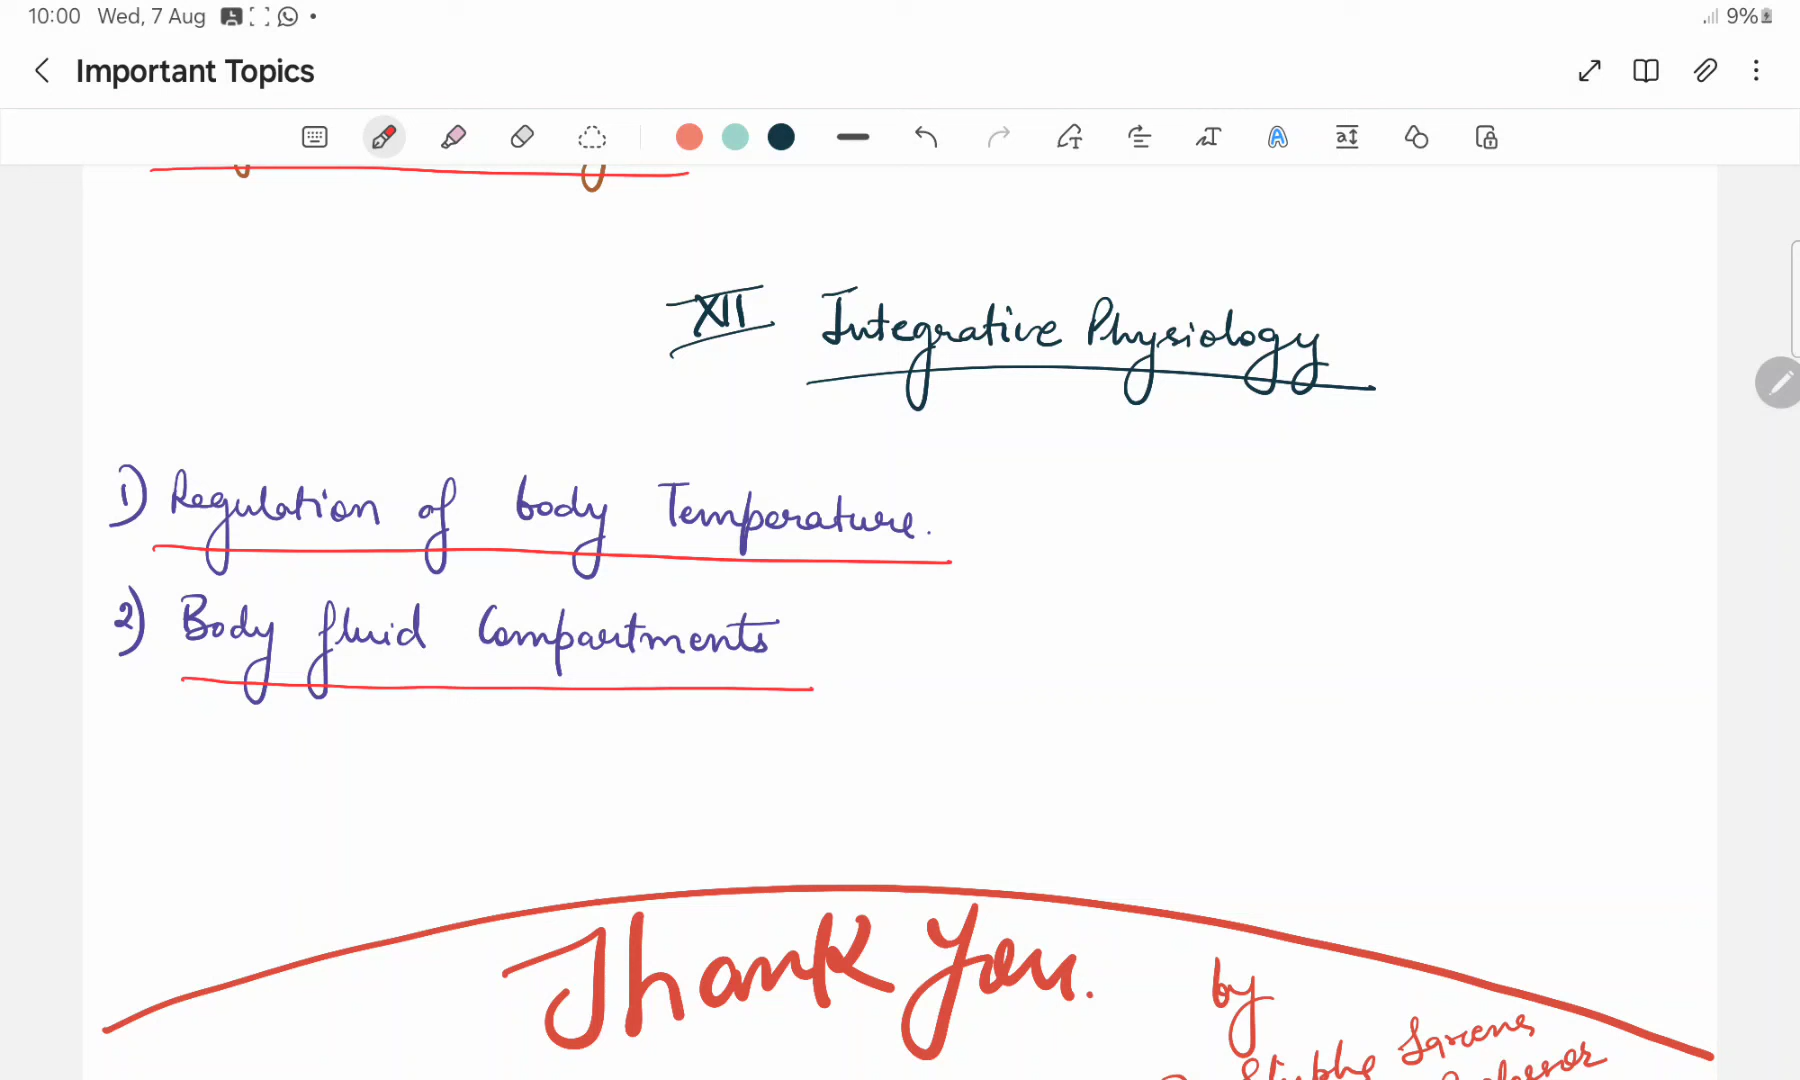 10:00 Wed, 7 Aug 9%
Important Topics
XII Integrative Physiology
1) Regulation of body Temperature.
2) Body fluid Compartments
Thank You.
by